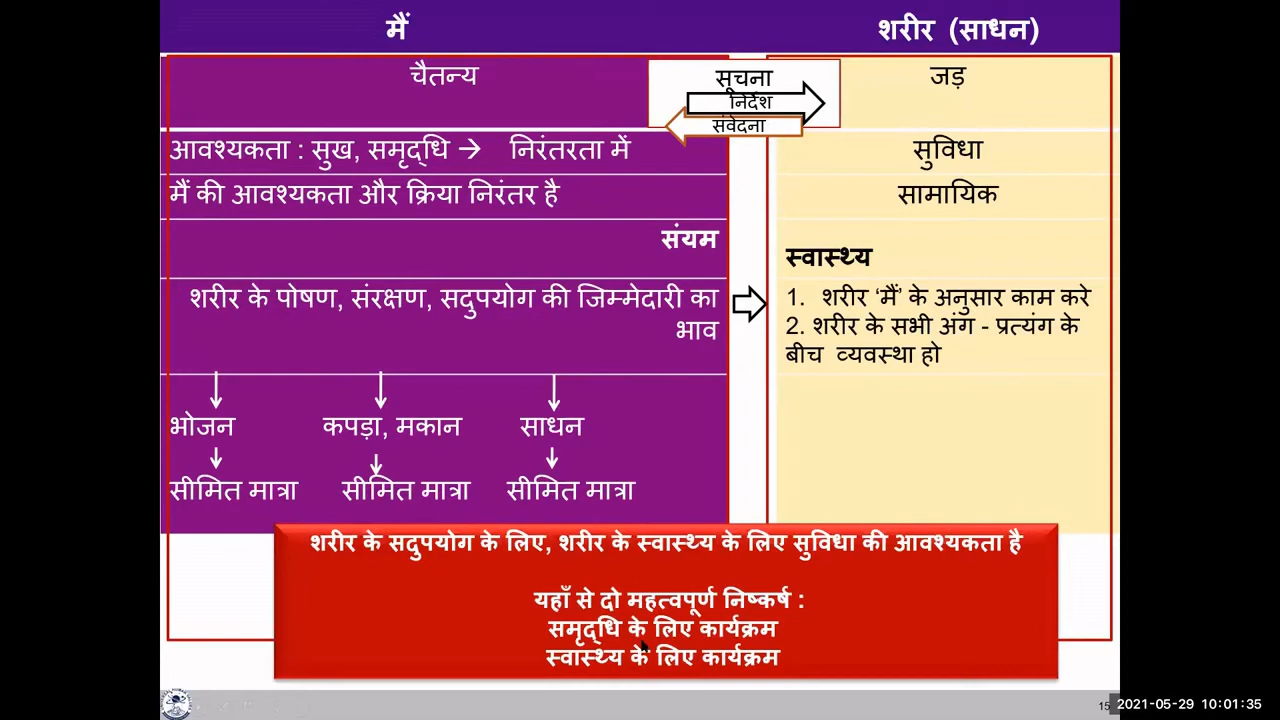 मैं
शरीर (साधन)
चैतन्य
सूचना
निर्देश
संवेदना
जड़
आवश्यकता : सुख, समृद्धि → निरंतरता में
सुविधा
मैं की आवश्यकता और क्रिया निरंतर है
सामायिक
संयम
स्वास्थ्य
शरीर के पोषण, संरक्षण, सदुपयोग की जिम्मेदारी का
भाव
1. शरीर ‘मैं’ के अनुसार काम करे
2. शरीर के सभी अंग - प्रत्यंग के
बीच व्यवस्था हो
भोजन कपड़ा, मकान साधन
सीमित मात्रा सीमित मात्रा सीमित मात्रा
शरीर के सदुपयोग के लिए, शरीर के स्वास्थ्य के लिए सुविधा की आवश्यकता है
यहाँ से दो महत्वपूर्ण निष्कर्ष :
समृद्धि के लिए कार्यक्रम
स्वास्थ्य के लिए कार्यक्रम
15
2021-05-29 10:01:35